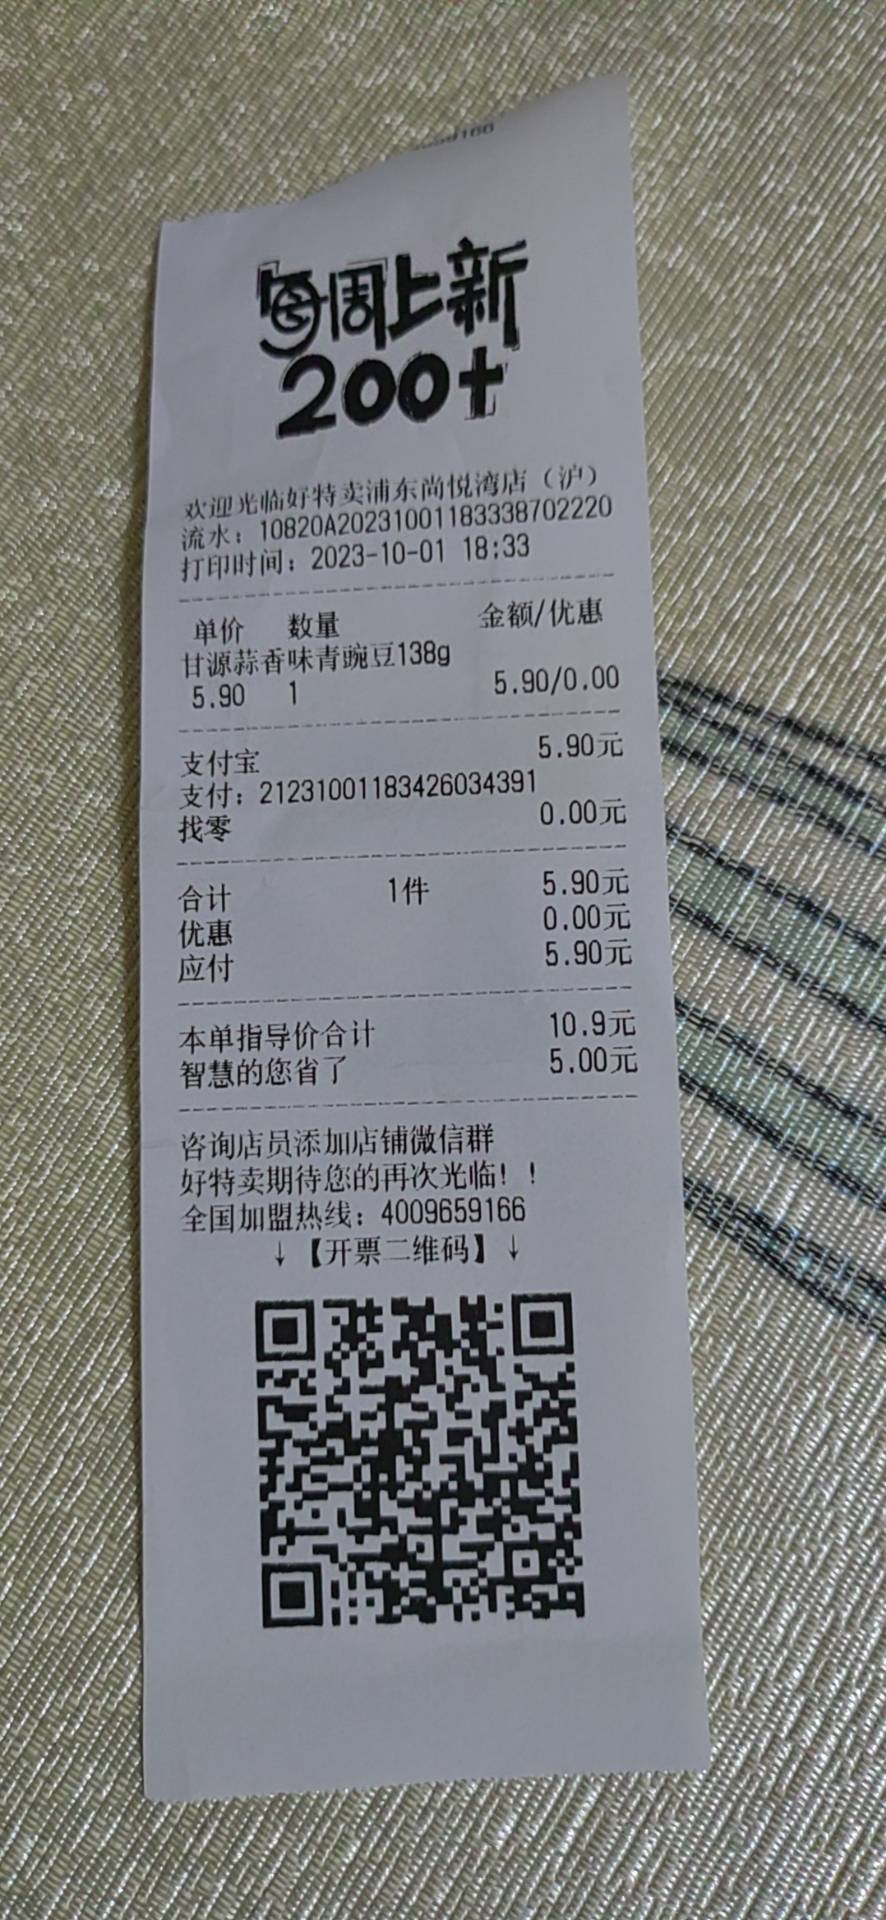 每周上新
200+
欢迎光临好特卖浦东尚悦湾店（沪）
流水：10820A20231001183338702220
打印时间：2023-10-01 18:33
单价 数量 金额/优惠
甘源蒜香味青豌豆138g
5.90 1 5.90/0.00
支付宝 5.90元
支付：21231001183426034391
找零 0.00元
合计 1件 5.90元
优惠 0.00元
应付 5.90元
本单指导价合计 10.9元
智慧的您省了 5.00元
咨询店员添加店铺微信群
好特卖期待您的再次光临！！
全国加盟热线：4009659166
↓【开票二维码】↓